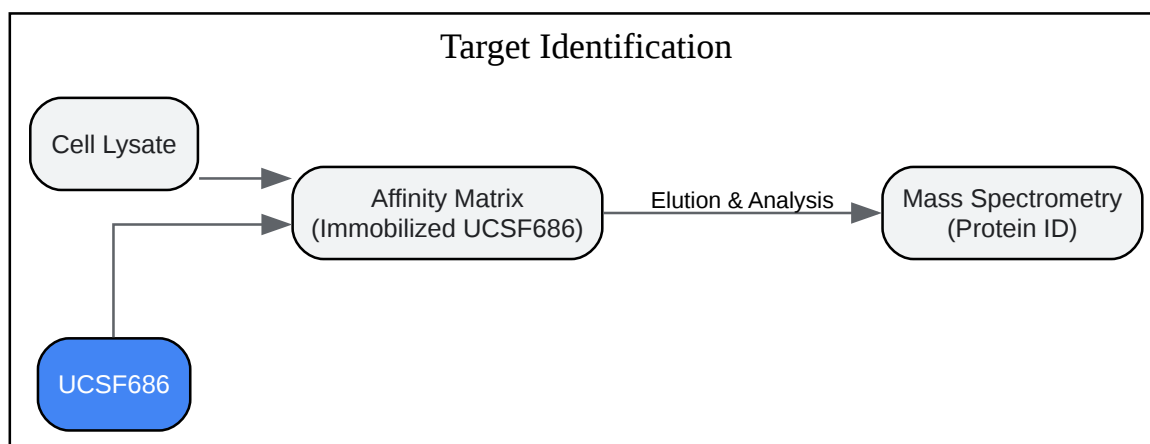 Target Identification
Cell Lysate
Affinity Matrix
(Immobilized UCSF686)
Elution & Analysis
Mass Spectrometry
(Protein ID)
UCSF686